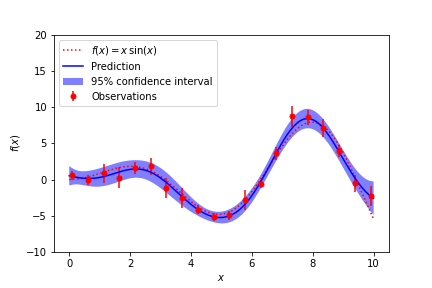 20
15
10
5
0
−5
−10
f(x)
f(x) = x sin(x)
Prediction
95% confidence interval
Observations
0 2 4 6 8 10
x